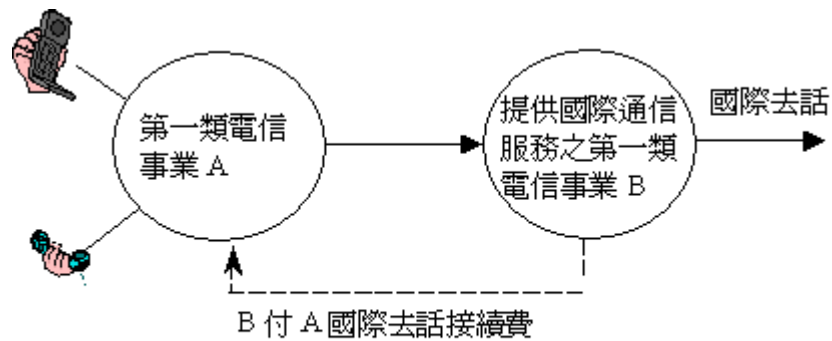 第一類電信
事業 A
提供國際通信
服務之第一類
電信事業 B
國際去話
B 付 A 國際去話接續費